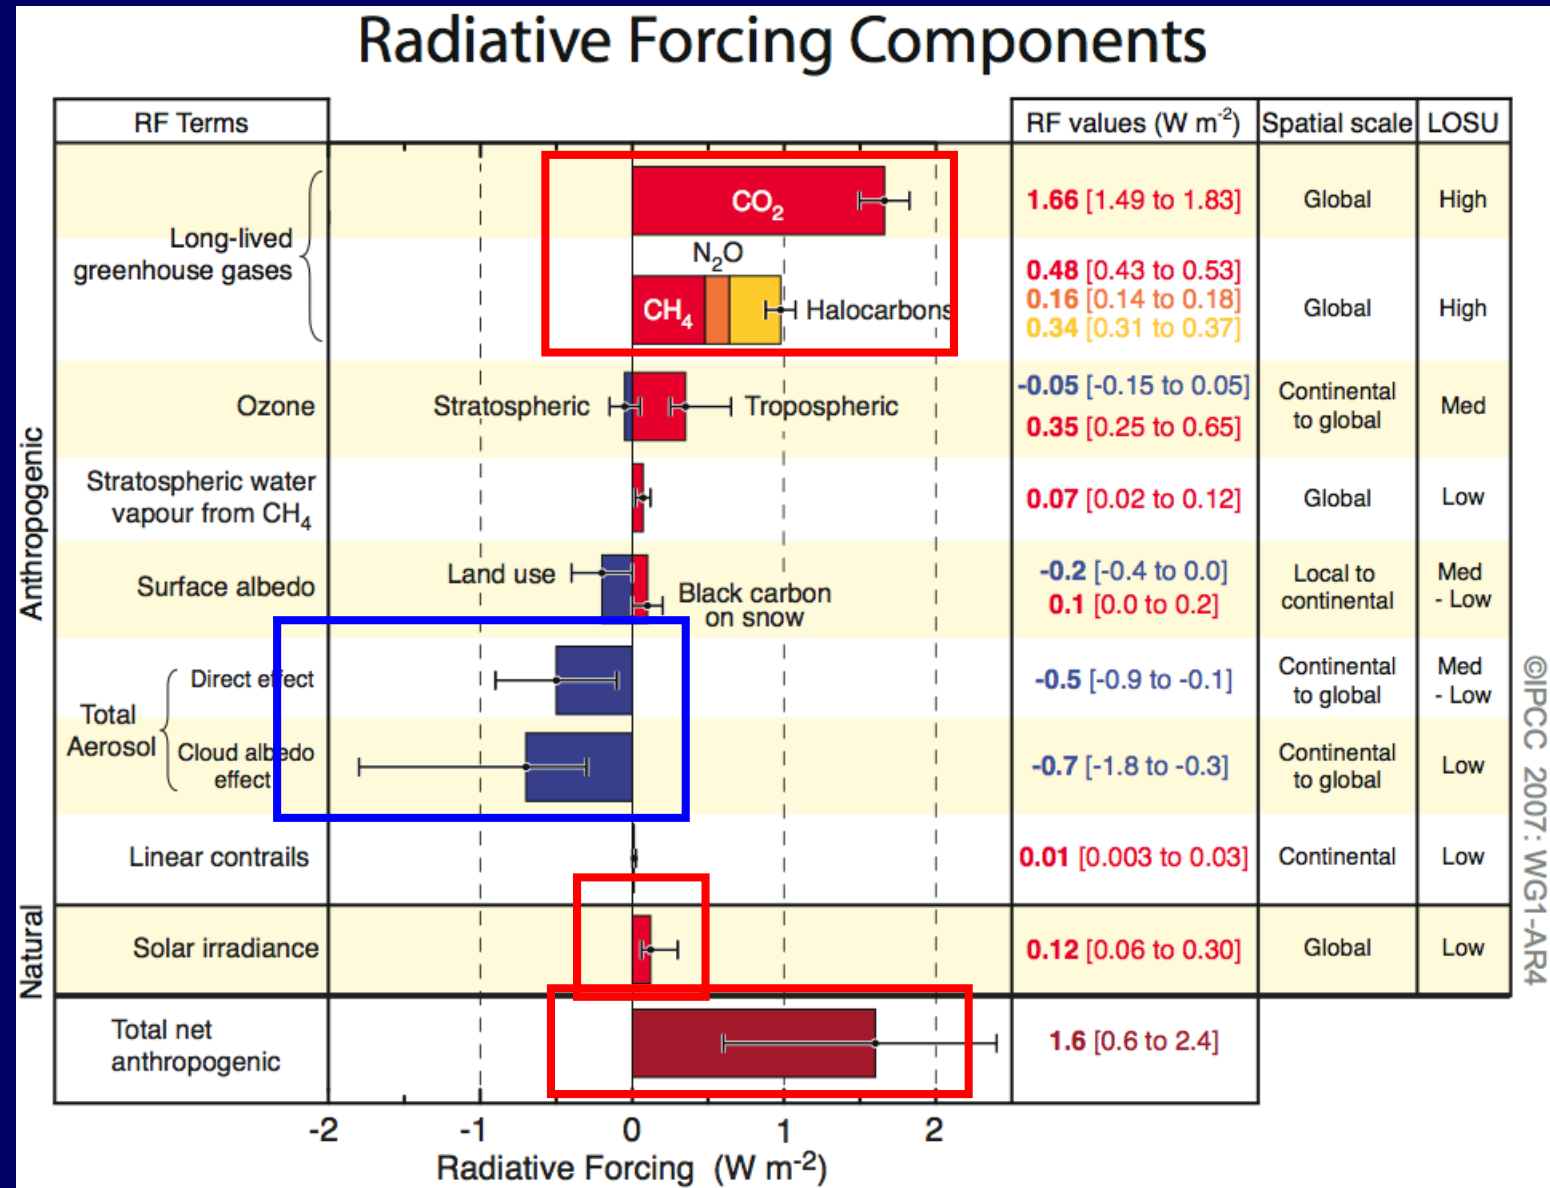 Radiative Forcing Components
RF Terms
RF values (W m-2)
Spatial scale
LOSU
Anthropogenic
Long-lived
greenhouse gases
CO2
1.66 [1.49 to 1.83]
Global
High
N2O
CH4
Halocarbons
0.48 [0.43 to 0.53]
0.16 [0.14 to 0.18]
0.34 [0.31 to 0.37]
Global
High
Ozone
Stratospheric
Tropospheric
-0.05 [-0.15 to 0.05]
0.35 [0.25 to 0.65]
Continental
to global
Med
Stratospheric water
vapour from CH4
0.07 [0.02 to 0.12]
Global
Low
Surface albedo
Land use
Black carbon
on snow
-0.2 [-0.4 to 0.0]
0.1 [0.0 to 0.2]
Local to
continental
Med
- Low
Total
Aerosol
Direct effect
-0.5 [-0.9 to -0.1]
Continental
to global
Med
- Low
Cloud albedo
effect
-0.7 [-1.8 to -0.3]
Continental
to global
Low
Linear contrails
0.01 [0.003 to 0.03]
Continental
Low
Natural
Solar irradiance
0.12 [0.06 to 0.30]
Global
Low
Total net
anthropogenic
1.6 [0.6 to 2.4]
-2 -1 0 1 2
Radiative Forcing (W m-2)
©IPCC 2007: WG1-AR4